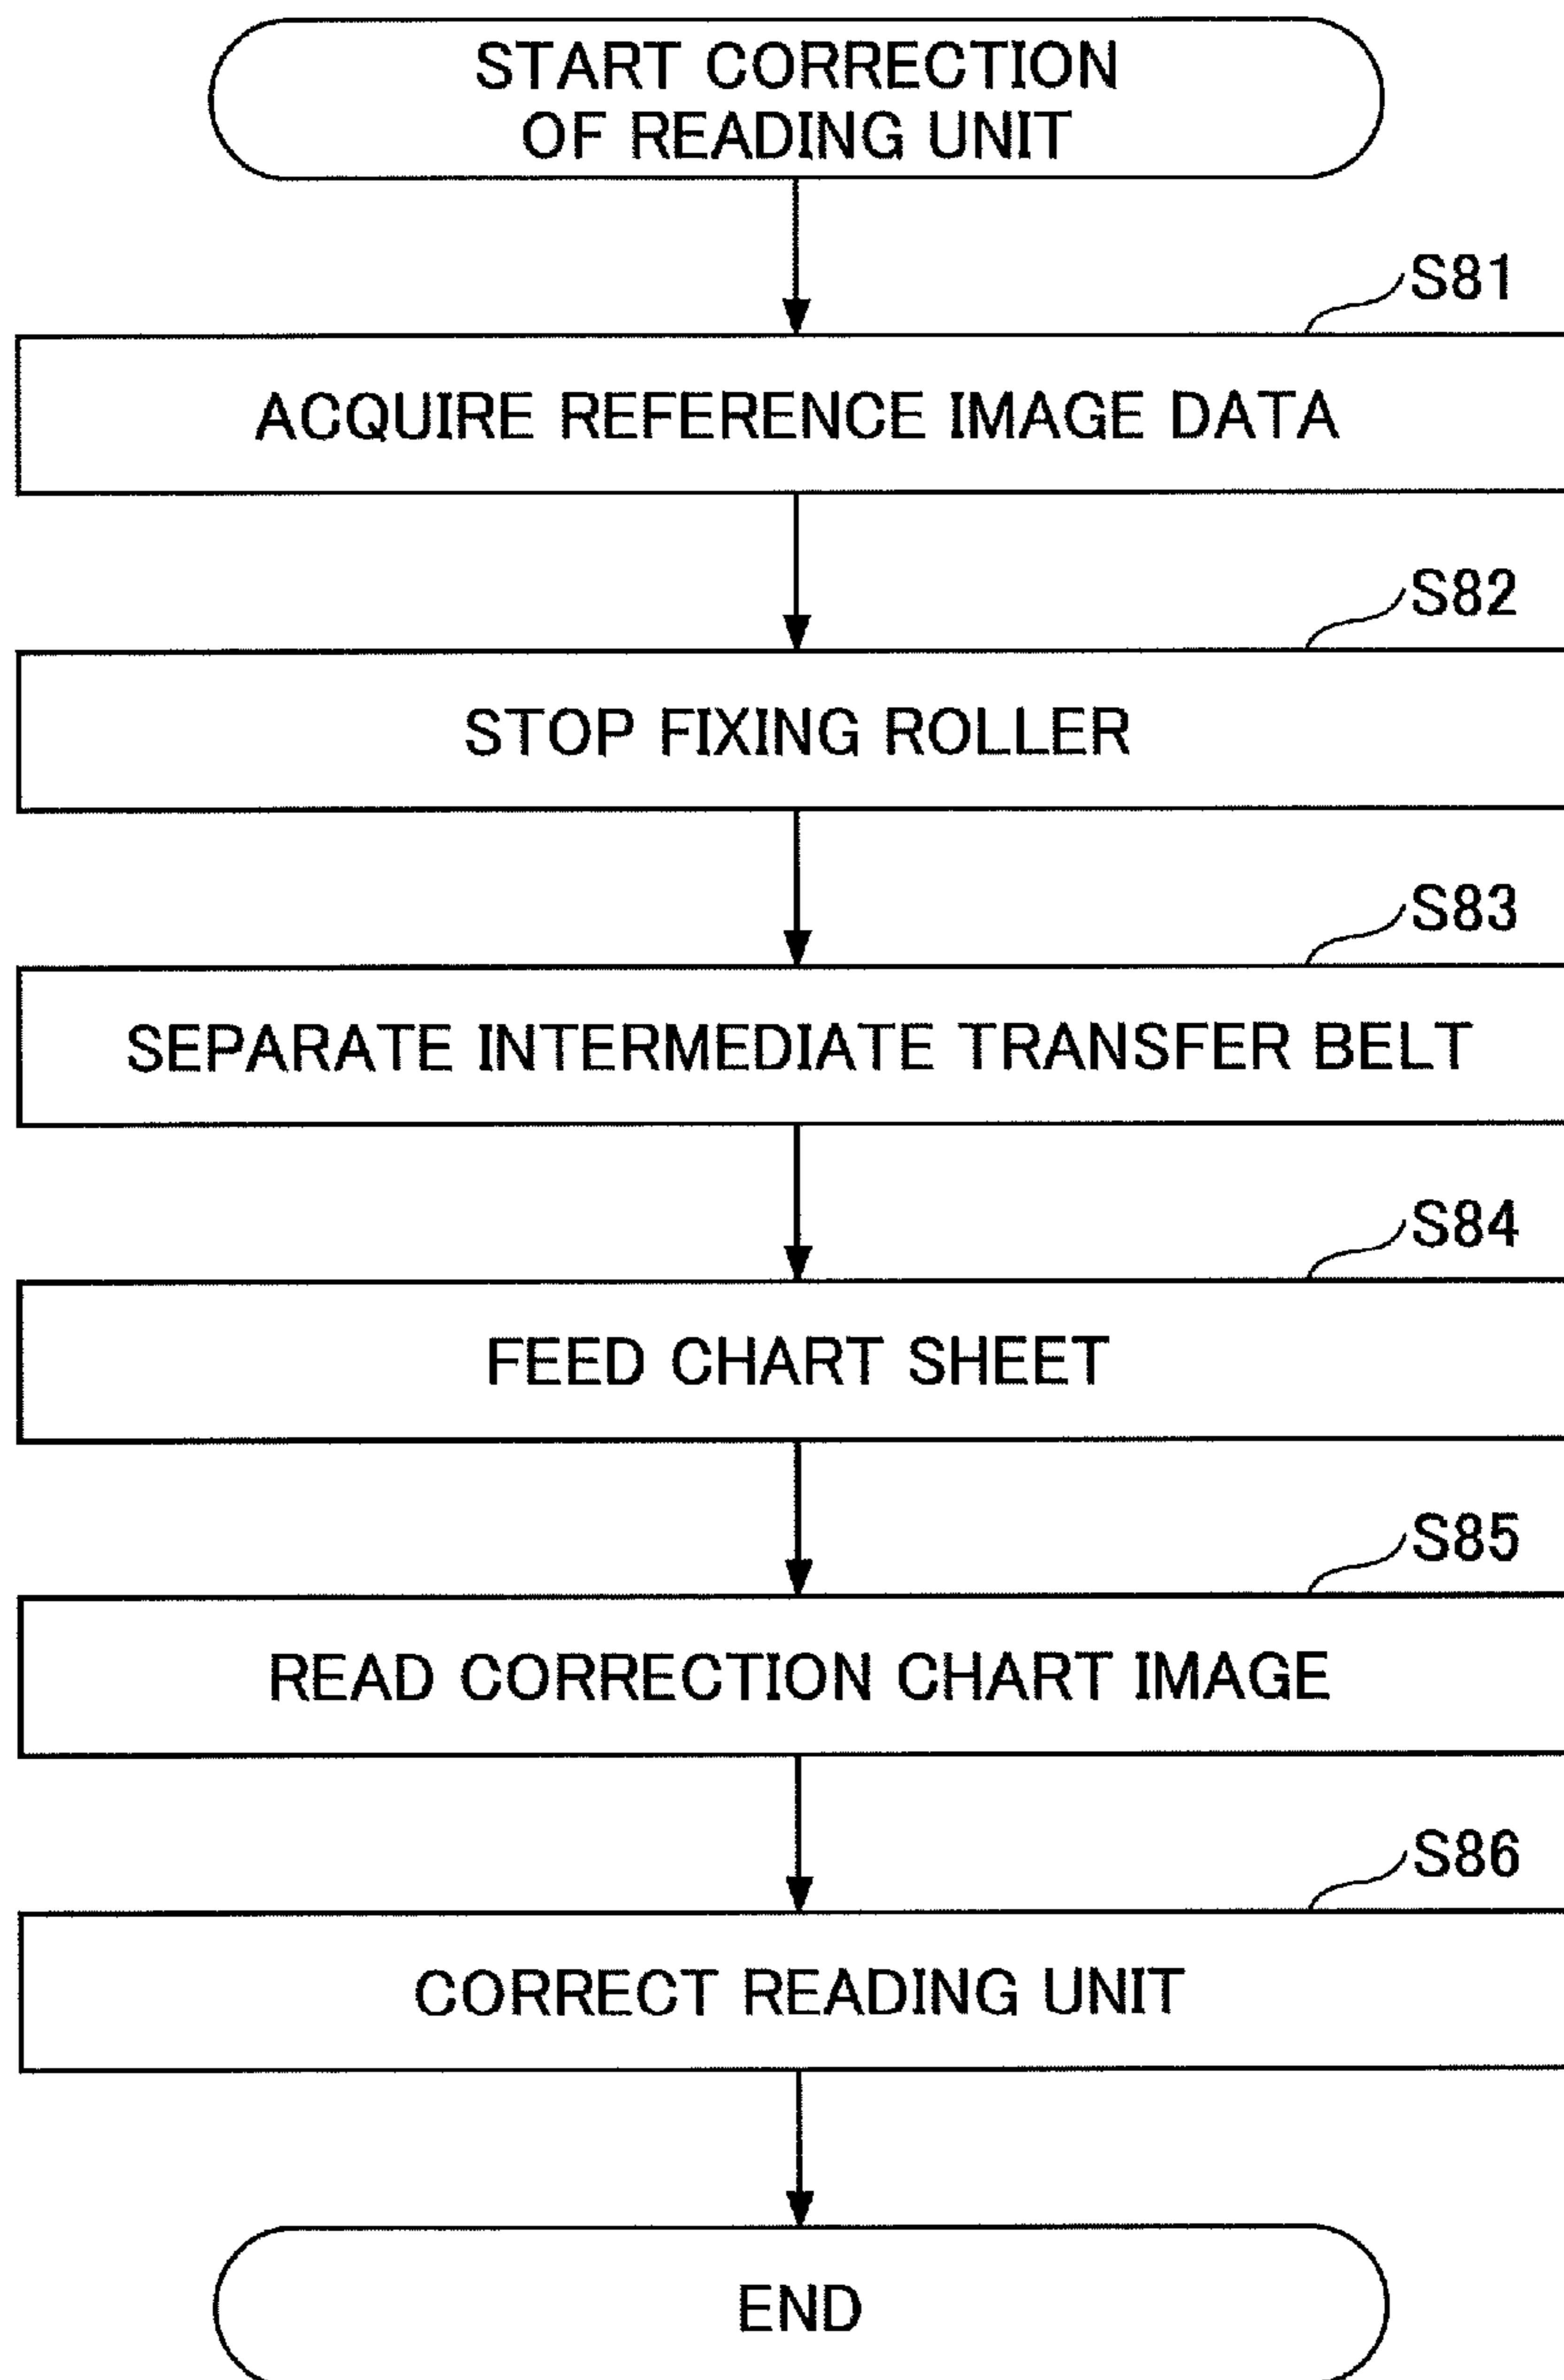 START CORRECTION
OF READING UNIT
S81
ACQUIRE REFERENCE IMAGE DATA
S82
STOP FIXING ROLLER
S83
SEPARATE INTERMEDIATE TRANSFER BELT
S84
FEED CHART SHEET
S85
READ CORRECTION CHART IMAGE
S86
CORRECT READING UNIT
END